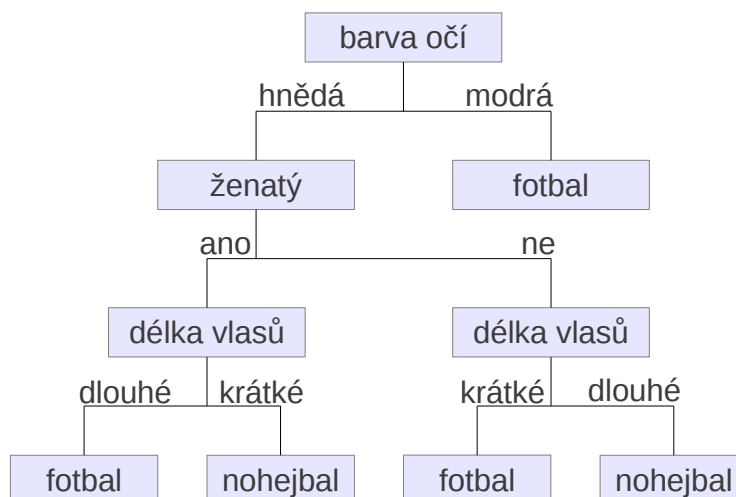 barva očí
hnědá modrá
ženatý fotbal
ano ne
délka vlasů délka vlasů
dlouhé krátké krátké dlouhé
fotbal nohejbal fotbal nohejbal